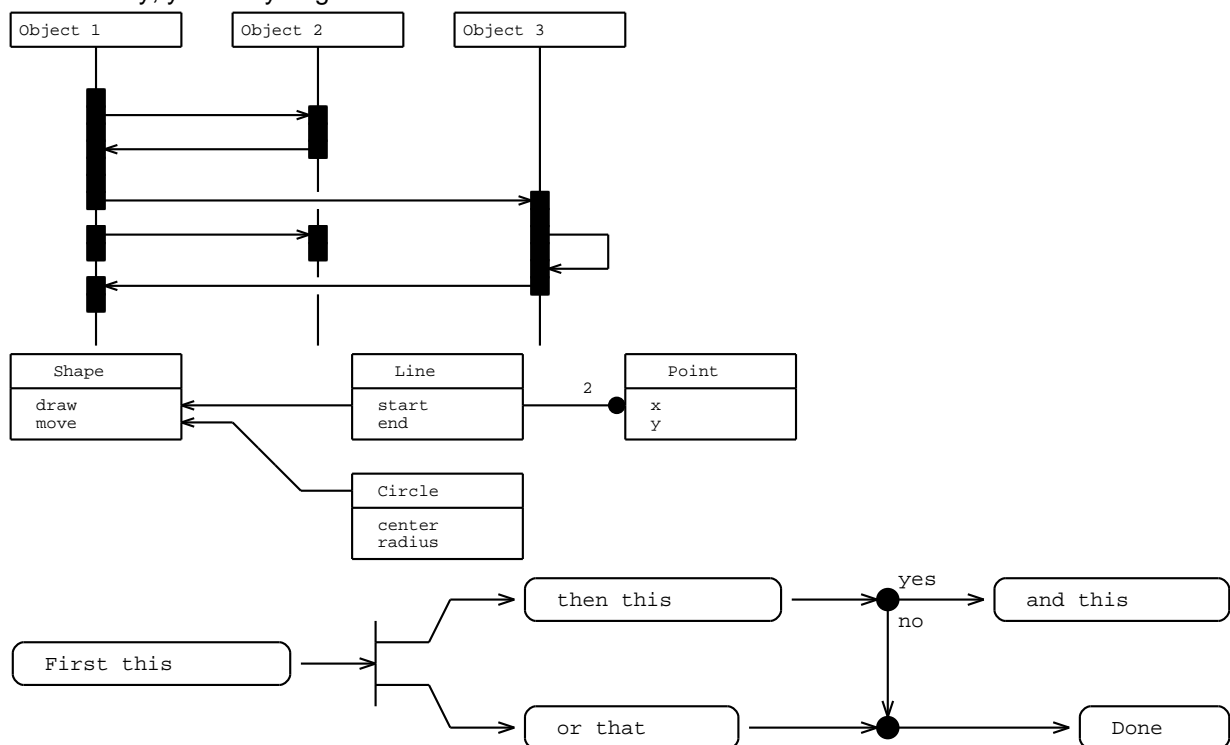 Object 1
Object 2
Object 3
Shape
draw
move
Line
start
end
2
Point
x
y
Circle
center
radius
First this
then this
yes
no
and this
or that
Done